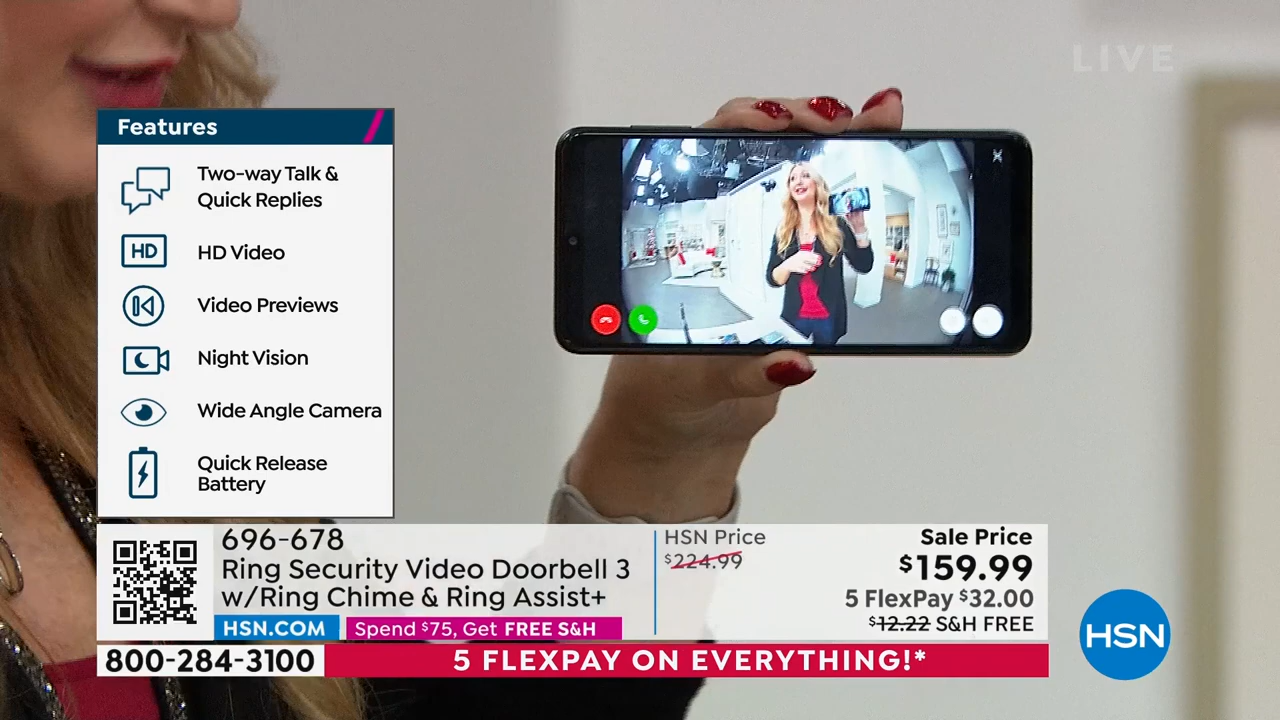 LIVE
Features
Two-way Talk &
Quick Replies
HD
HD Video
Video Previews
Night Vision
Wide Angle Camera
Quick Release
Battery
696-678
Ring Security Video Doorbell 3
w/Ring Chime & Ring Assist+
HSN.COM
Spend $75, Get FREE S&H
HSN Price
$224.99
Sale Price
$159.99
5 FlexPay $32.00
$12.22 S&H FREE
HSN
800-284-3100
5 FLEXPAY ON EVERYTHING!*